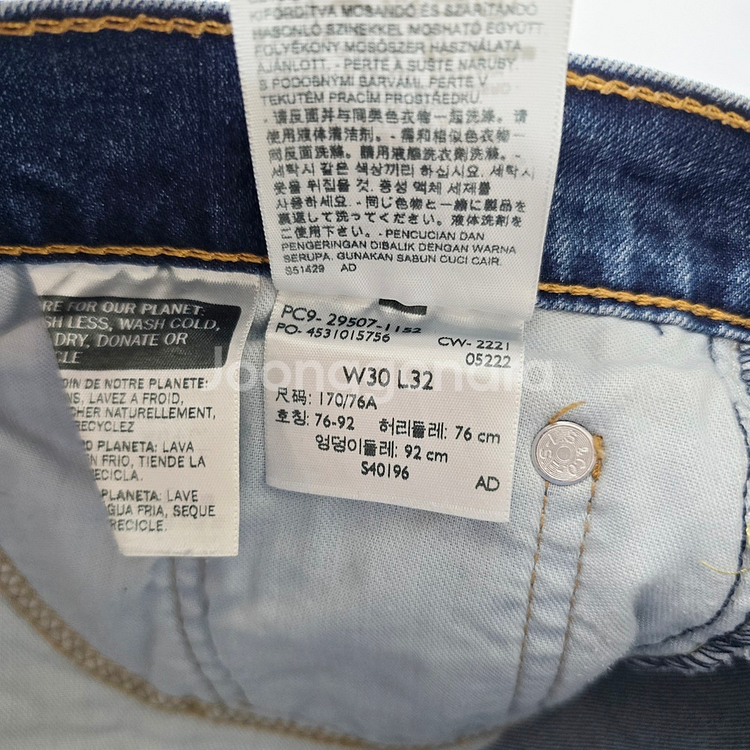 KIFORDÍTVA MOSANDÓ ÉS SZÁRÍTANDÓ
HASONLÓ SZÍNEKKEL MOSHATÓ EGYÜTT
FOLYÉKONY MOSÓSZER HASZNÁLATA
AJÁNLOTT. - PERTE A SUŠTE NARUBY
S PODOBNÝMI BARVAMI. PERTE V
TEKUTÉM PRACÍM PROSTŘEDKU.
- 请反面并与同类色衣物一起洗涤。请
使用液体清洁剂。- 需和相似色衣物一
同反面洗滌。請用液態洗衣劑洗滌。-
세탁시 같은 색상끼리 하십시요. 세탁시
옷을 뒤집을 것. 중성 액체 세제를
사용하세요. - 同じ色物と一緒に製品を
裏返して洗ってください。液体洗剤を
ご使用下さい。- PENCUCIAN DAN
PENGERINGAN DIBALIK DENGAN WARNA
SERUPA. GUNAKAN SABUN CUCI CAIR.
S51429 AD
RE FOR OUR PLANET:
SH LESS, WASH COLD,
DRY, DONATE OR
CLE
OIN DE NOTRE PLANETE:
NS, LAVEZ A FROID,
CHER NATURELLEMENT,
RECYCLEZ
O PLANETA: LAVA
EN FRIO, TIENDE LA
ECICLA.
PLANETA: LAVE
GUA FRIA, SEQUE
RECICLE.
PC9- 29507-1152
PO- 4531015756 CW- 2221
05222
W30 L32
尺码: 170/76A
호칭: 76-92 허리둘레: 76 cm
엉덩이둘레: 92 cm
S40196
AD
Joonaganara